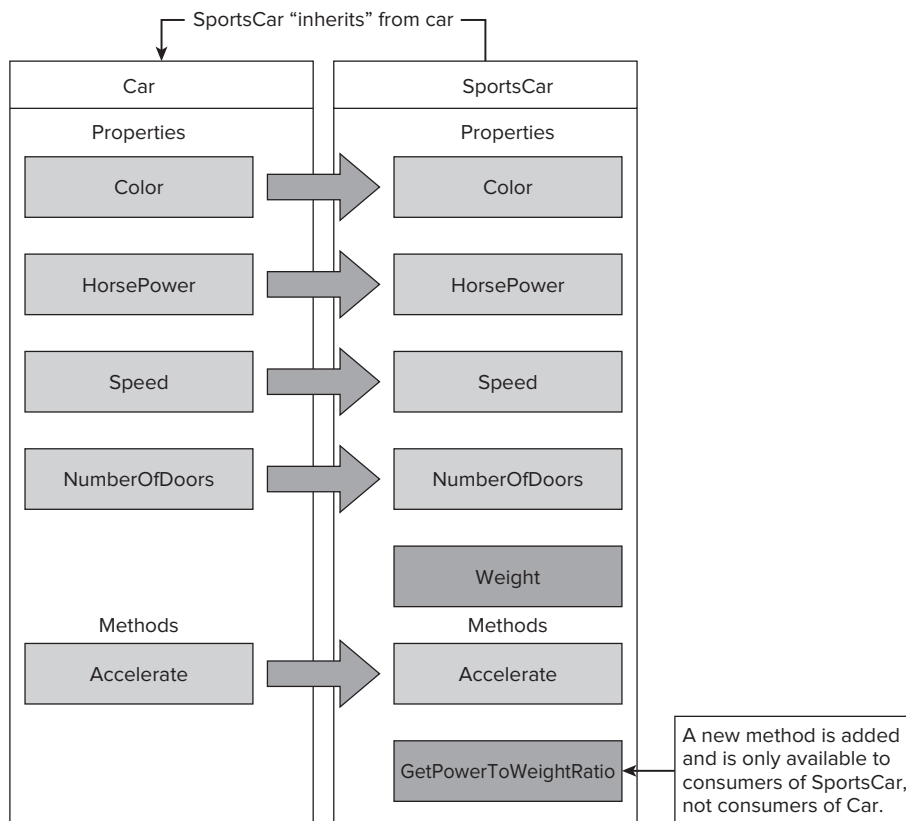 SportsCar “inherits” from car
Car
SportsCar
Properties
Properties
Color
Color
HorsePower
HorsePower
Speed
Speed
NumberOfDoors
NumberOfDoors
Weight
Methods
Methods
Accelerate
Accelerate
GetPowerToWeightRatio
A new method is added
and is only available to
consumers of SportsCar,
not consumers of Car.